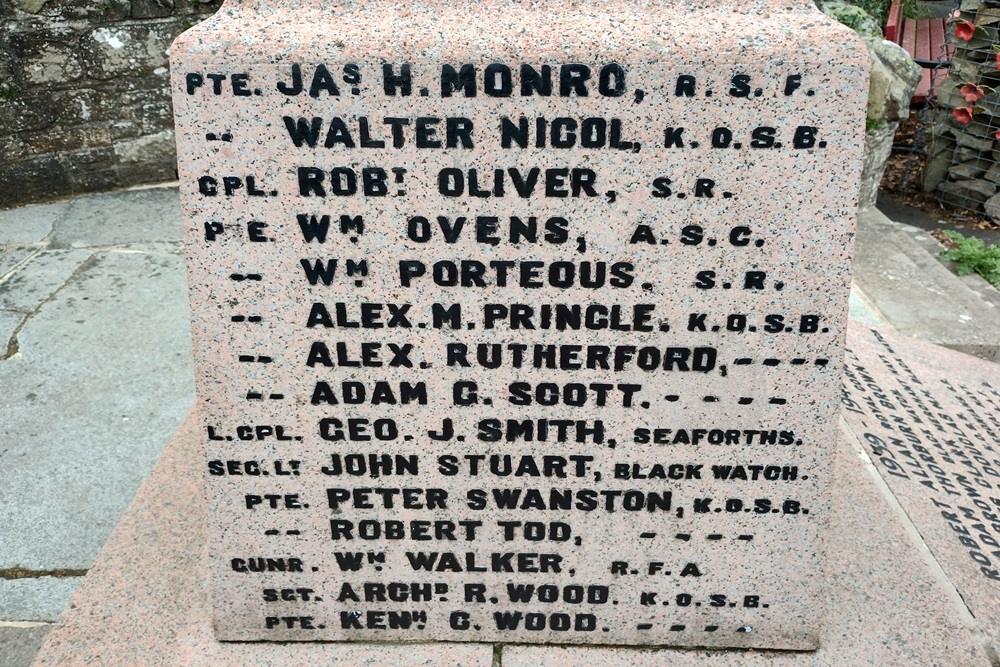 PTE. JAS H. MONRO, R. S. F.
-- WALTER NICOL, K. O. S. B.
CPL. ROBT OLIVER, S. R.
P E. WM OVENS, A. S. C.
-- WM PORTEOUS. S. R.
-- ALEX. M. PRINGLE. K.O.S.B.
-- ALEX. RUTHERFORD, ----
-- ADAM G. SCOTT. - - - -
L. CPL. GEO. J. SMITH, SEAFORTHS.
SEC. LT JOHN STUART, BLACK WATCH.
PTE. PETER SWANSTON, K.O.S.B.
-- ROBERT TOD, - - - -
GUNR. WM WALKER, R. F. A
SGT. ARCHD R. WOOD. K. O. S. B.
PTE. KENH G. WOOD. - - - -